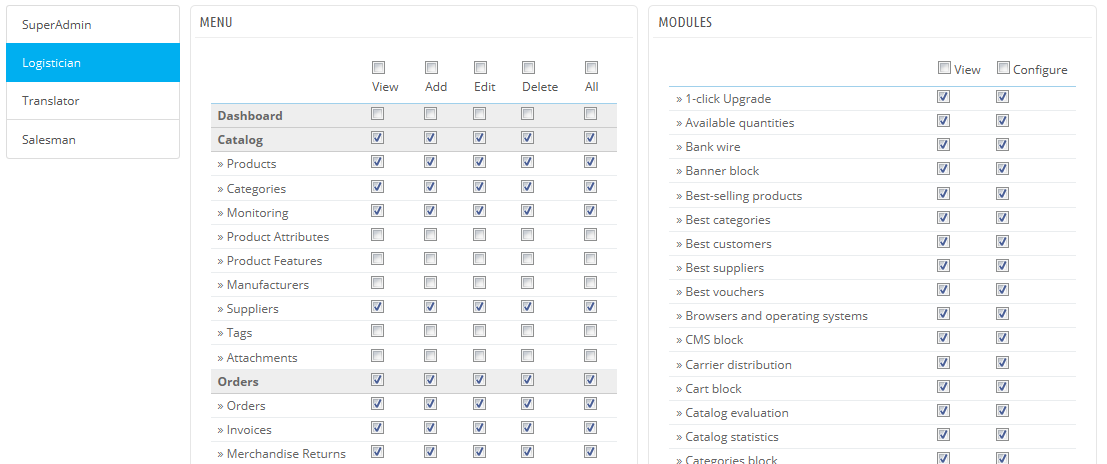 SuperAdmin
Logistician
Translator
Salesman
MENU
View Add Edit Delete All
Dashboard
Catalog
» Products
» Categories
» Monitoring
» Product Attributes
» Product Features
» Manufacturers
» Suppliers
» Tags
» Attachments
Orders
» Orders
» Invoices
» Merchandise Returns
MODULES
View Configure
» 1-click Upgrade
» Available quantities
» Bank wire
» Banner block
» Best-selling products
» Best categories
» Best customers
» Best suppliers
» Best vouchers
» Browsers and operating systems
» CMS block
» Carrier distribution
» Cart block
» Catalog evaluation
» Catalog statistics
» Categories block